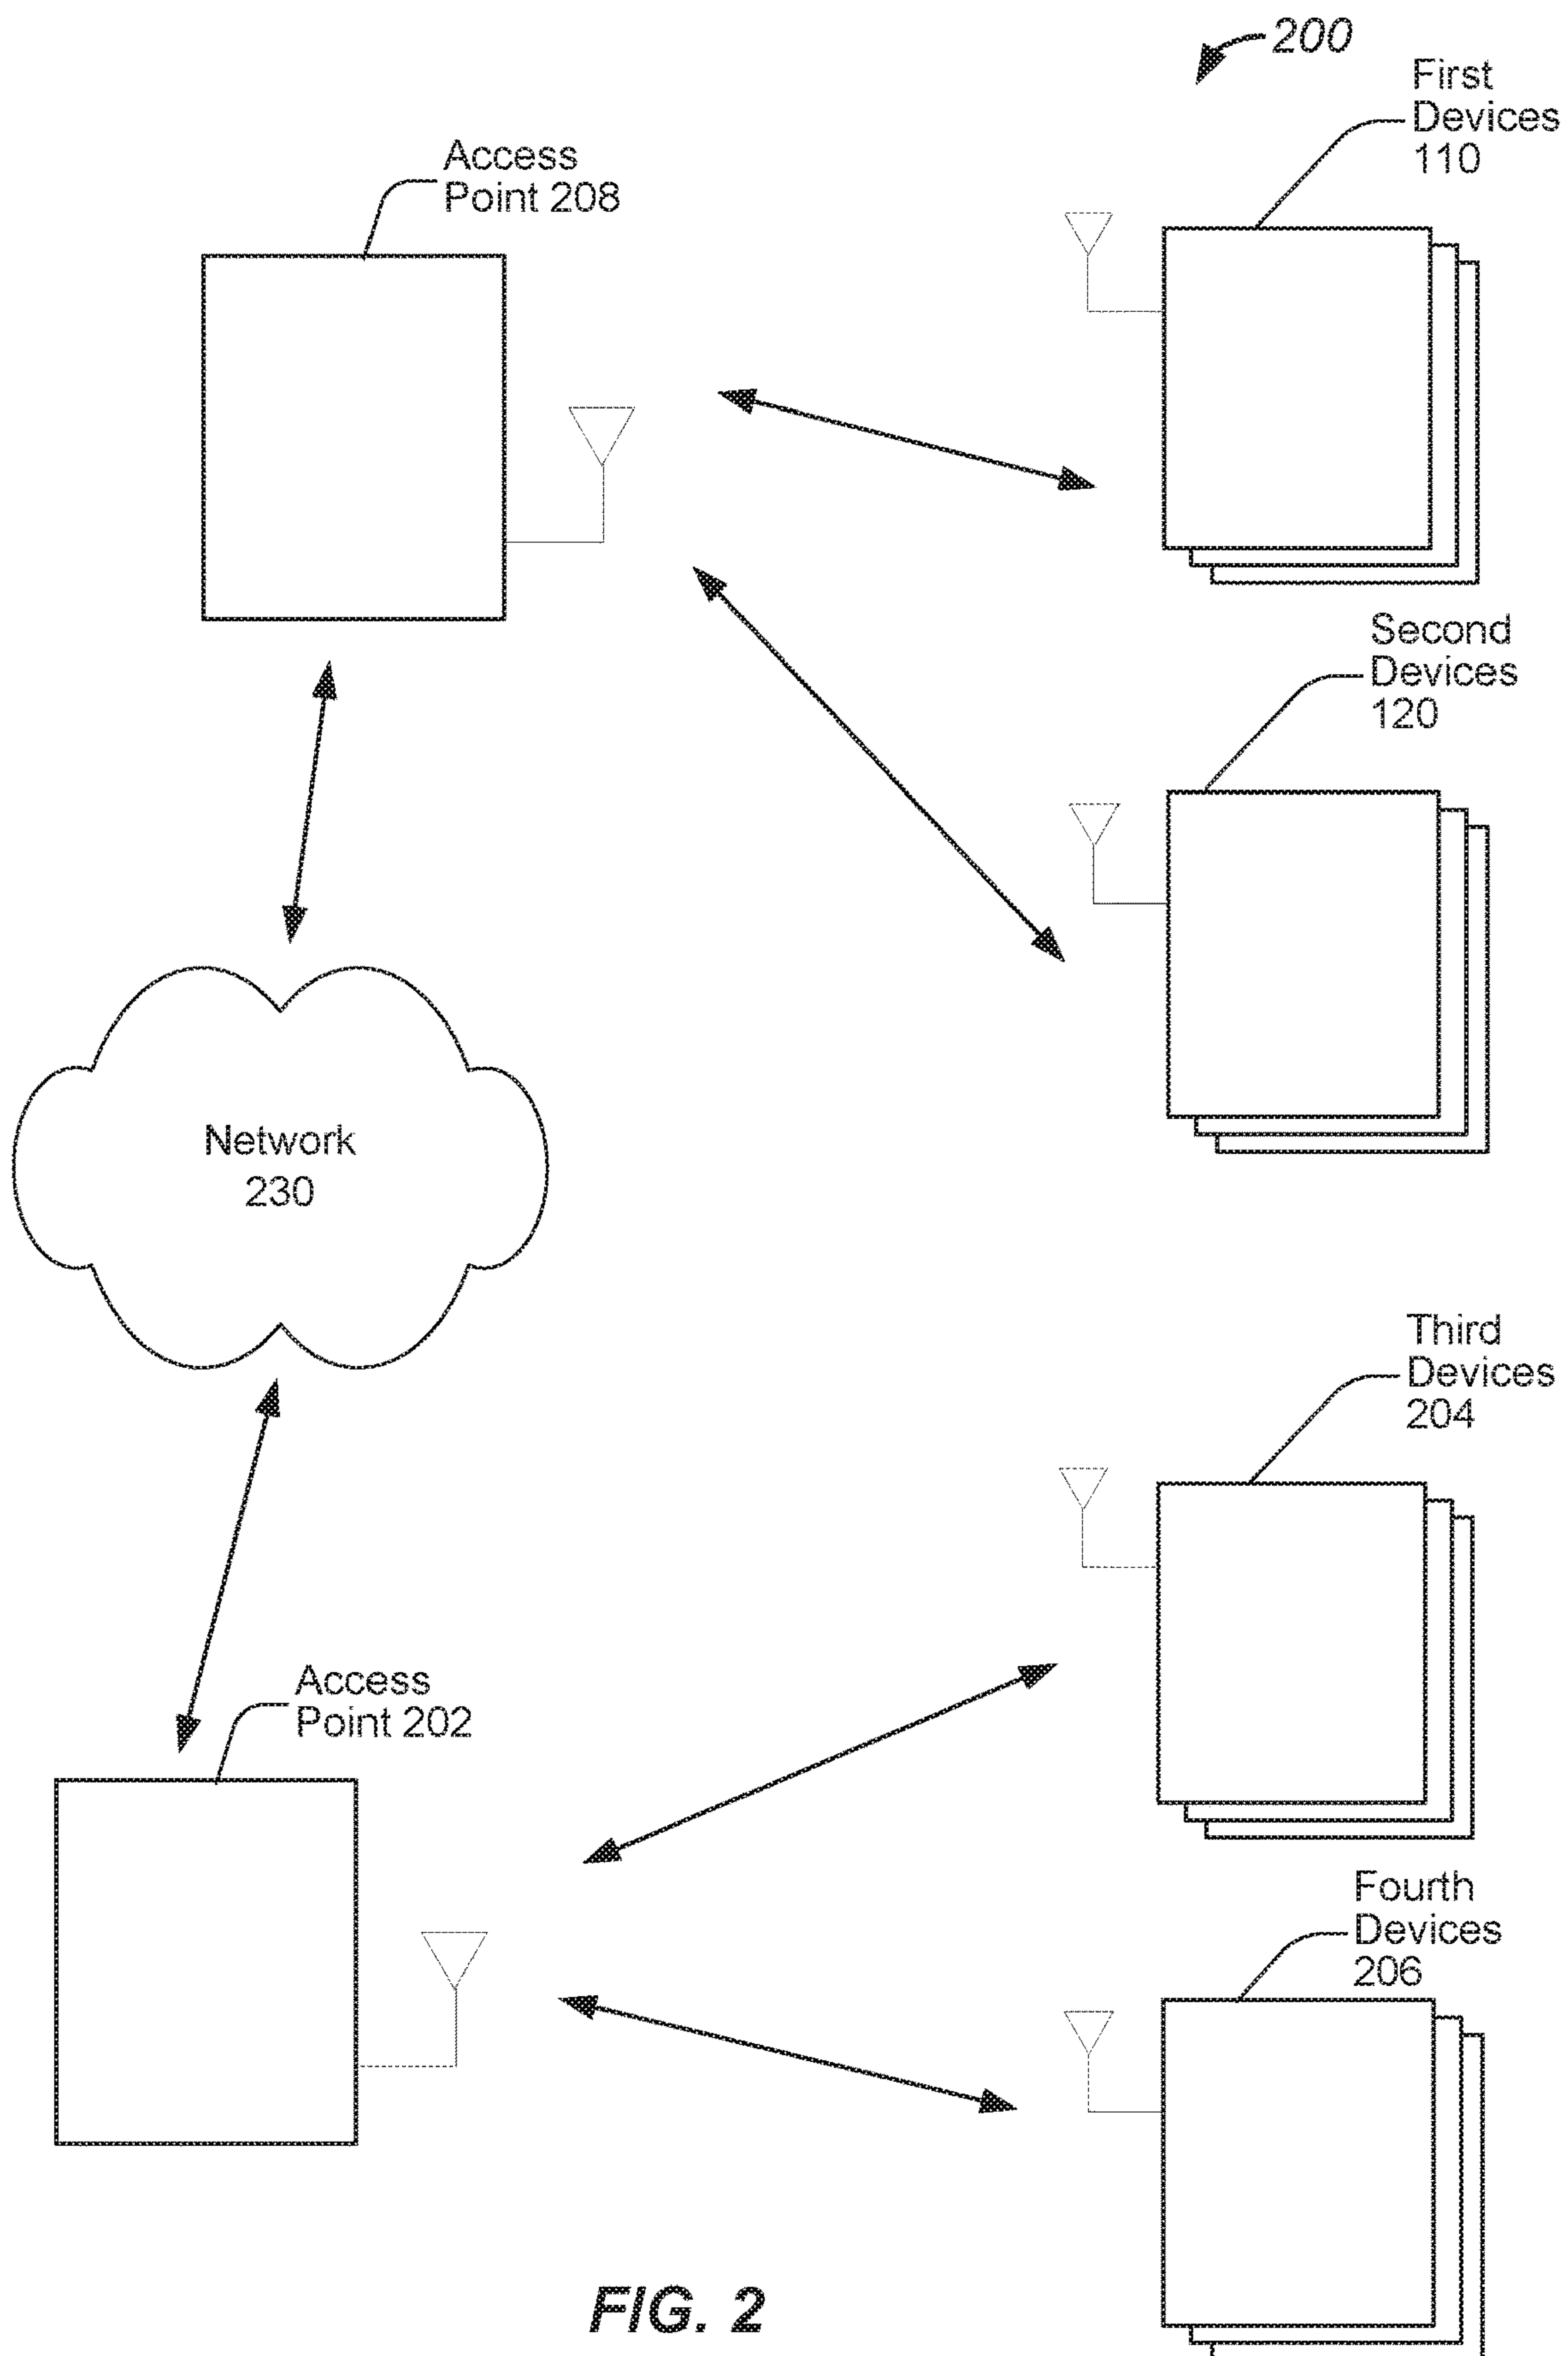 200
First
Devices
110
Access
Point 208
Second
Devices
120
Network
230
Third
Devices
204
Access
Point 202
Fourth
Devices
206
FIG. 2